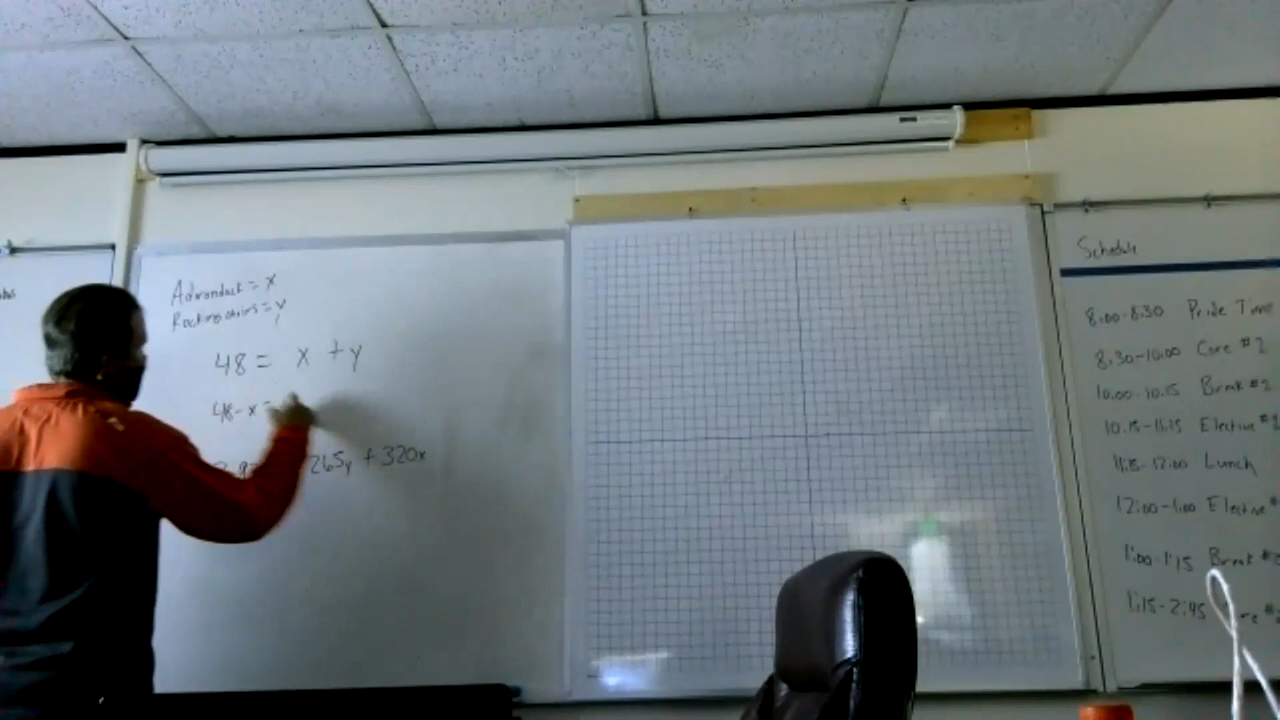 = x
Rocking chairs = y
48 = x + y
48 - x =
265y + 320x
Schedule
8:00-8:30 Pride Time
8:30-10:00 Core #2
10:00-10:15 Break #2
10:15-11:15 Elective #
11:15-12:00 Lunch
12:00-1:00 Elective #
1:00-1:15 Break #
1:15-2:45